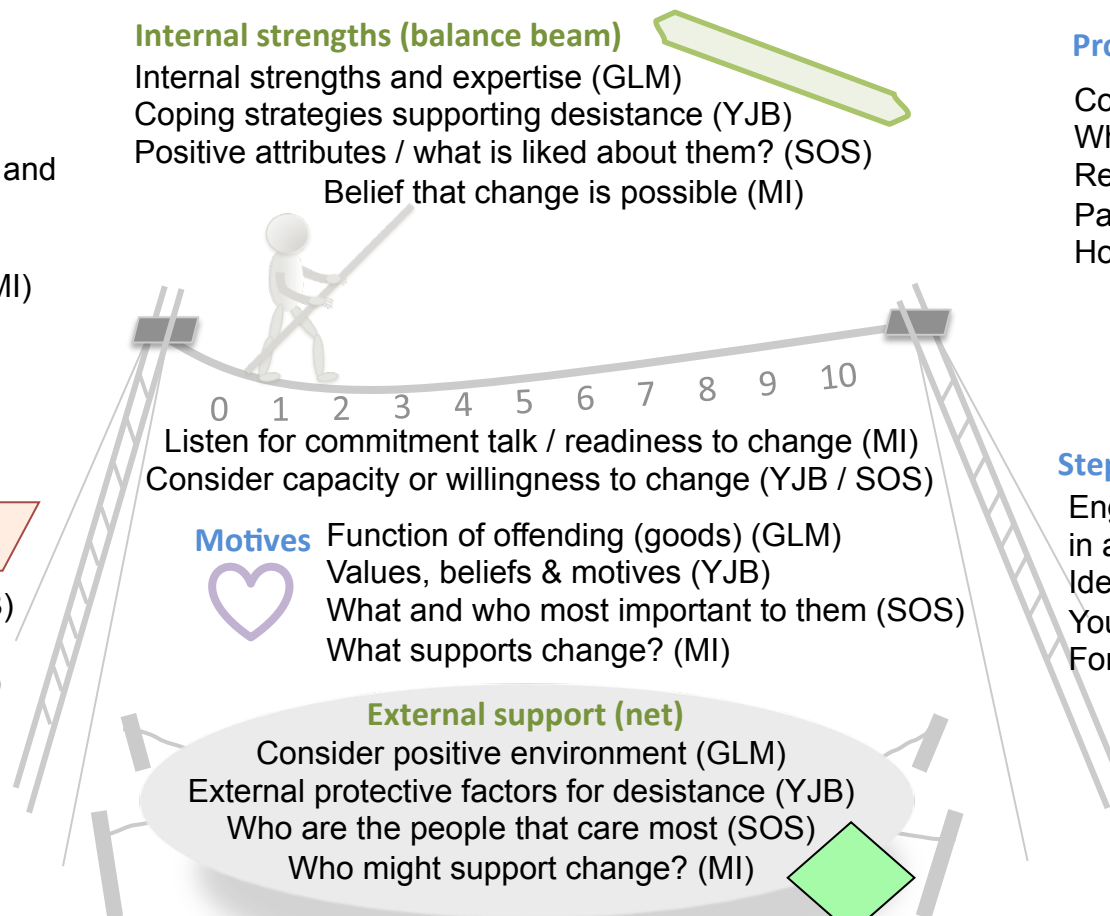 Internal strengths (balance beam)
Internal strengths and expertise (GLM)
Coping strategies supporting desistance (YJB)
Positive attributes / what is liked about them? (SOS)
Belief that change is possible (MI)
and
0 1 2 3 4 5 6 7 8 9 10
Listen for commitment talk / readiness to change (MI)
Consider capacity or willingness to change (YJB / SOS)
Motives
Function of offending (goods) (GLM)
Values, beliefs & motives (YJB)
What and who most important to them (SOS)
What supports change? (MI)
External support (net)
Consider positive environment (GLM)
External protective factors for desistance (YJB)
Who are the people that care most (SOS)
Who might support change? (MI)
in